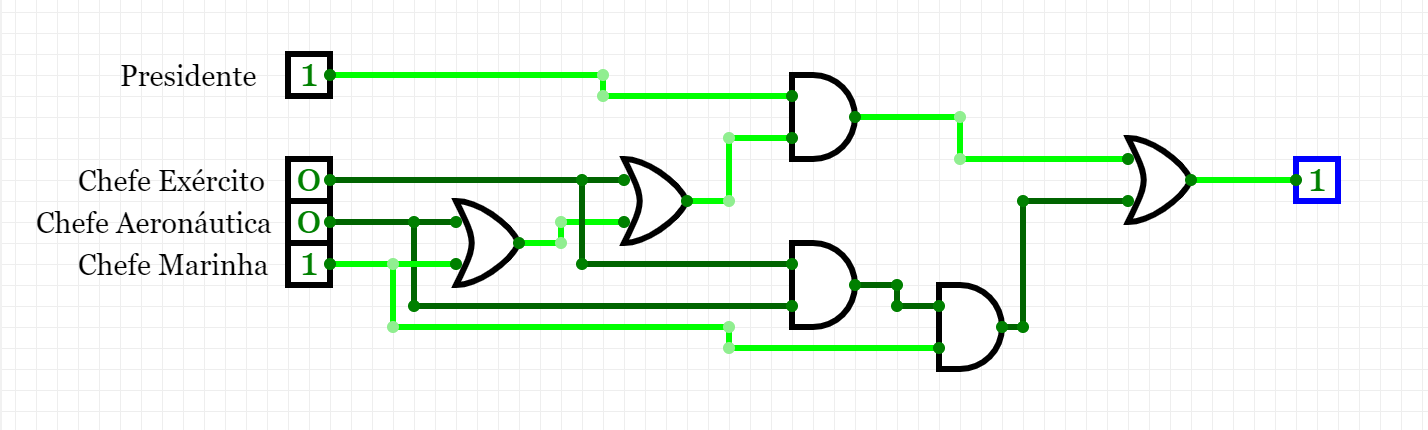 Presidente 1
Chefe Exército 0
Chefe Aeronáutica 0
Chefe Marinha 1
1